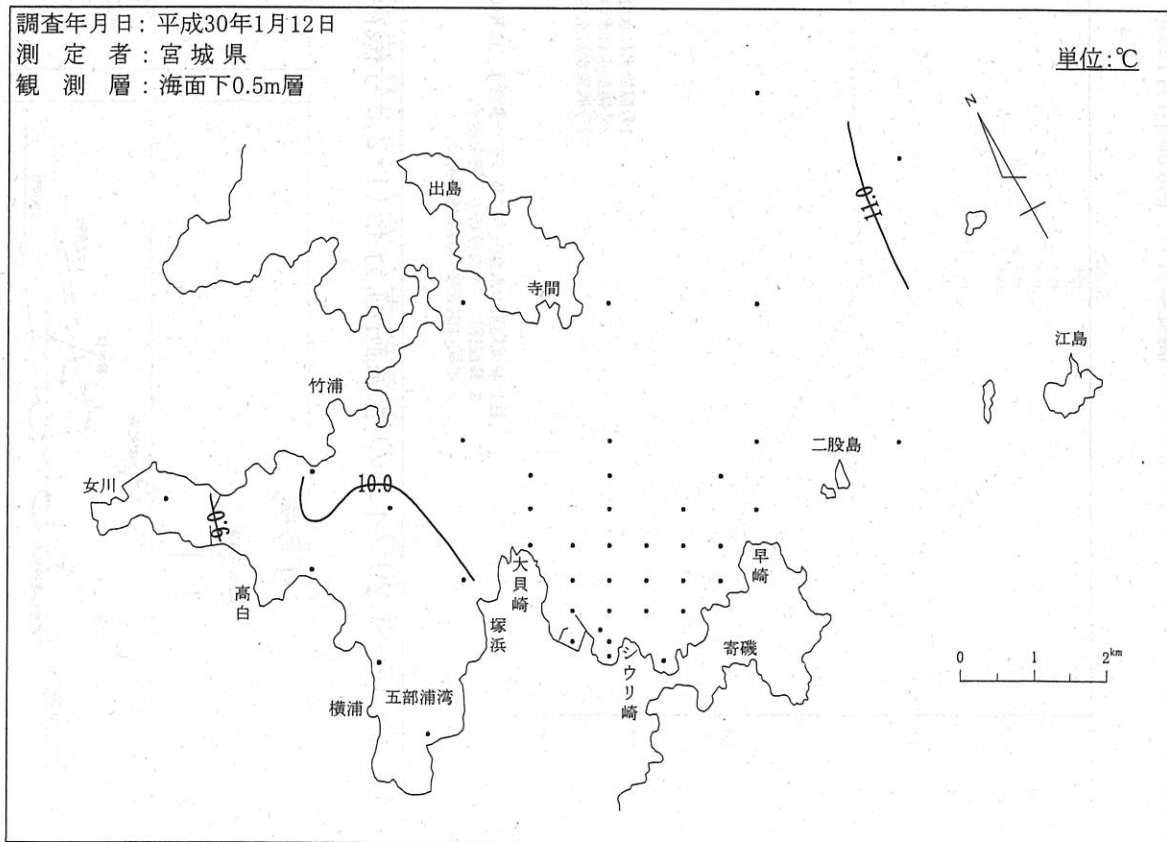 調査年月日：平成30年1月12日
測定者：宮城県
観測層：海面下0.5m層
単位:℃
N
出島
11.0
寺間
江島
竹浦
二股島
女川
10.0
9.0
大貝崎
早崎
高白
塚浜
シウリ崎
寄磯
0 1 2km
横浦
五部浦湾